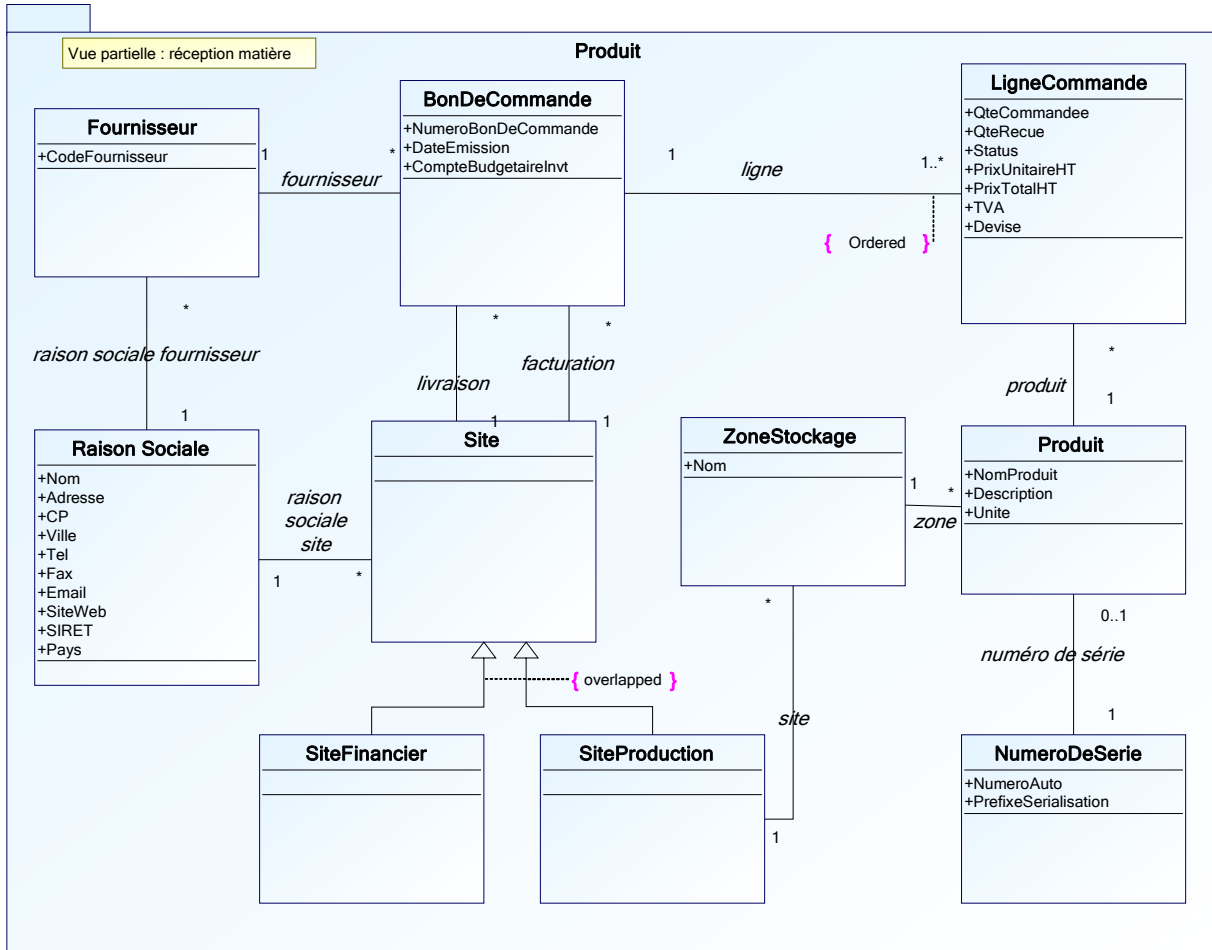 Vue partielle : réception matière
Produit
Fournisseur
+CodeFournisseur
1
*
fournisseur
BonDeCommande
+NumeroBonDeCommande
+DateEmission
+CompteBudgetaireInvt
1
1..*
ligne
{ Ordered }
LigneCommande
+QteCommandee
+QteRecue
+Status
+PrixUnitaireHT
+PrixTotalHT
+TVA
+Devise
*
raison sociale fournisseur
1
*
livraison
1
*
facturation
1
*
produit
1
Raison Sociale
+Nom
+Adresse
+CP
+Ville
+Tel
+Fax
+Email
+SiteWeb
+SIRET
+Pays
raison
sociale
site
1
*
Site
ZoneStockage
+Nom
1
*
zone
Produit
+NomProduit
+Description
+Unite
*
site
1
0..1
numéro de série
1
{ overlapped }
SiteFinancier
SiteProduction
NumeroDeSerie
+NumeroAuto
+PrefixeSerialisation